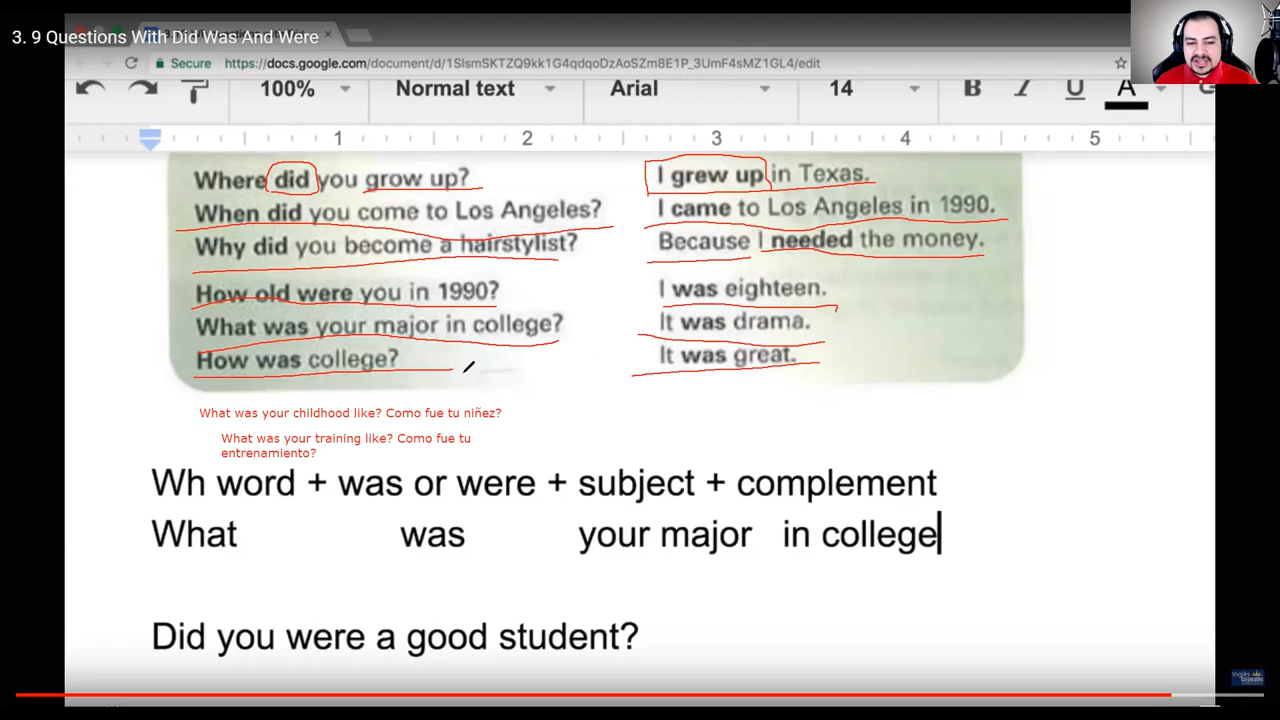 3. 9 Questions With Did Was And Were
Secure https://docs.google.com/document/d/1SlsmSKTZQ9kk1G4qdqoDzAoSZm8E1P_3UmF4sMZ1GL4/edit
100% Normal text Arial 14 B I U A
1 2 3 4 5
Where did you grow up? I grew up in Texas.
When did you come to Los Angeles? I came to Los Angeles in 1990.
Why did you become a hairstylist? Because I needed the money.
How old were you in 1990? I was eighteen.
What was your major in college? It was drama.
How was college? It was great.
What was your childhood like? Como fue tu niñez?
What was your training like? Como fue tu
entrenamiento?
Wh word + was or were + subject + complement
What was your major in college
Did you were a good student?